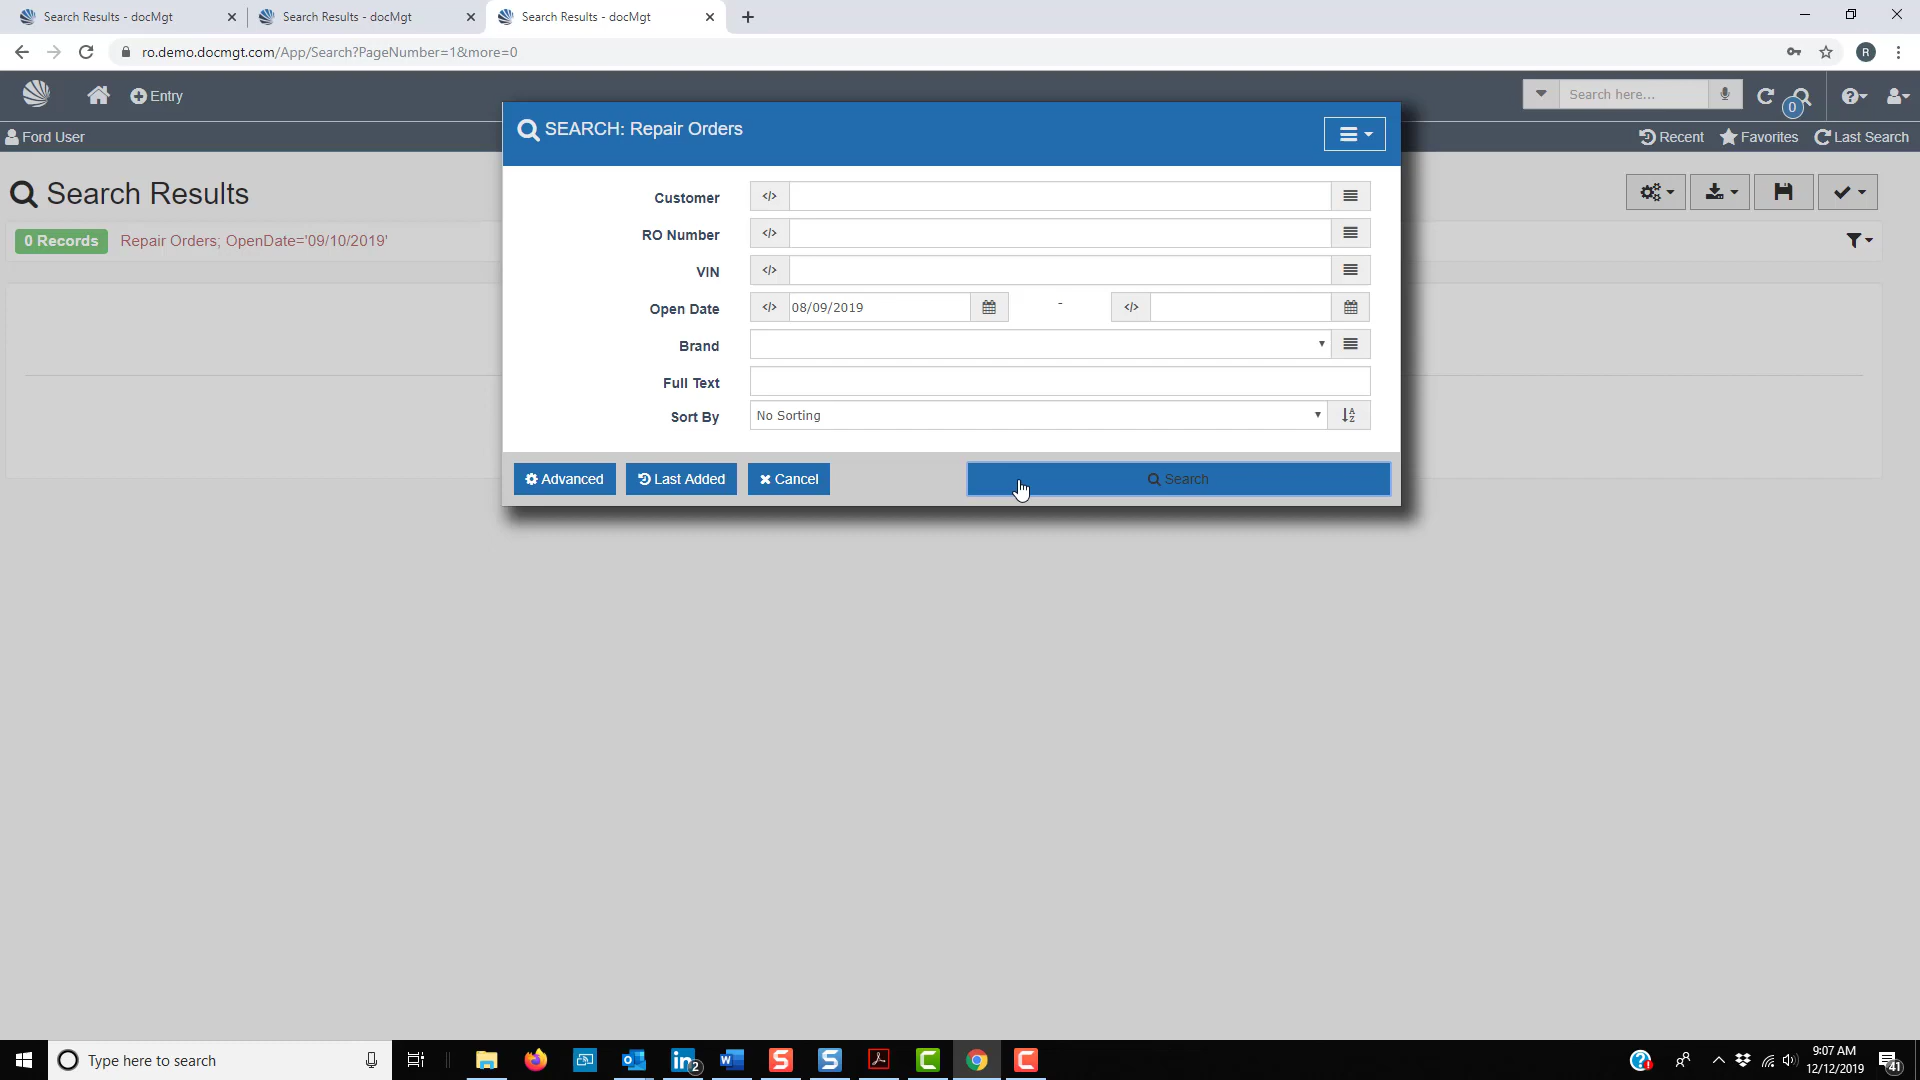 Search Results - docMgt
Search Results - docMgt
Search Results - docMgt
ro.demo.docmgt.com/App/Search?PageNumber=1&more=0
R
Entry
Search here...
0
Ford User
Recent
Favorites
Last Search
SEARCH: Repair Orders
Search Results
0 Records
Repair Orders; OpenDate='09/10/2019'
Customer
</>
RO Number
</>
VIN
</>
Open Date
</>
08/09/2019
-
</>
Brand
Full Text
Sort By
No Sorting
Advanced
Last Added
Cancel
Search
Type here to search
2
9:07 AM
12/12/2019
41